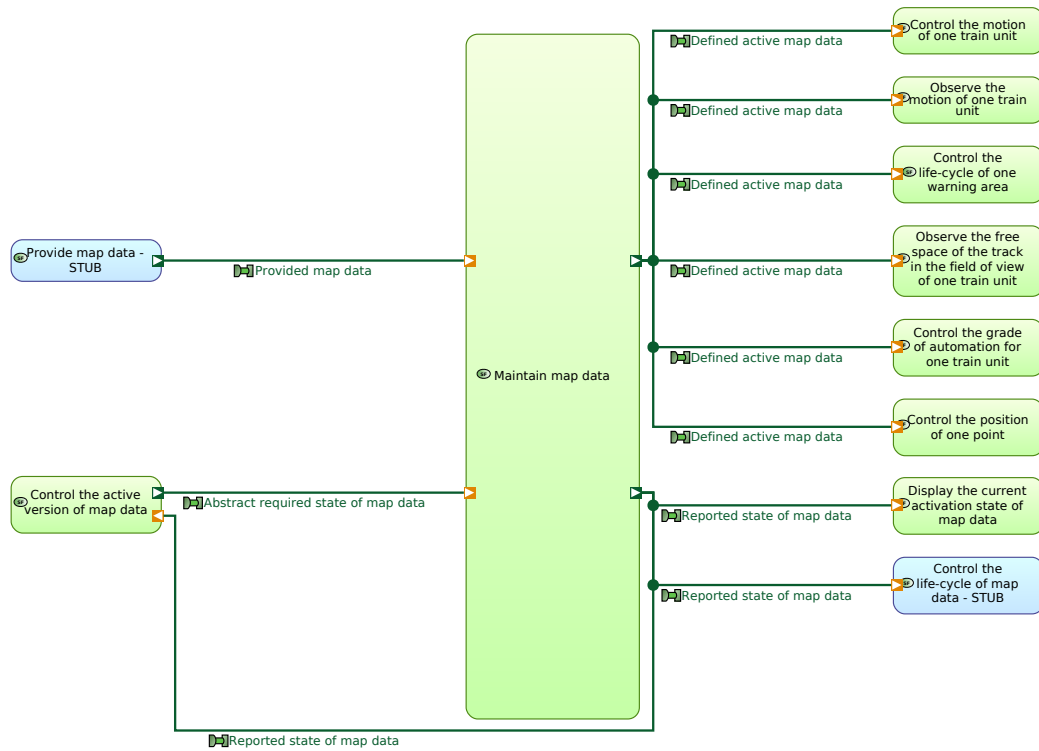 Control the motion
of one train unit
Defined active map data
Observe the
motion of one train
unit
Defined active map data
Control the
life-cycle of one
warning area
Defined active map data
Provide map data -
STUB
Provided map data
Observe the free
space of the track
in the field of view
of one train unit
Defined active map data
Control the grade
of automation for
one train unit
Defined active map data
Maintain map data
Control the position
of one point
Defined active map data
Control the active
version of map data
Abstract required state of map data
Display the current
activation state of
map data
Reported state of map data
Control the
life-cycle of map
data - STUB
Reported state of map data
Reported state of map data